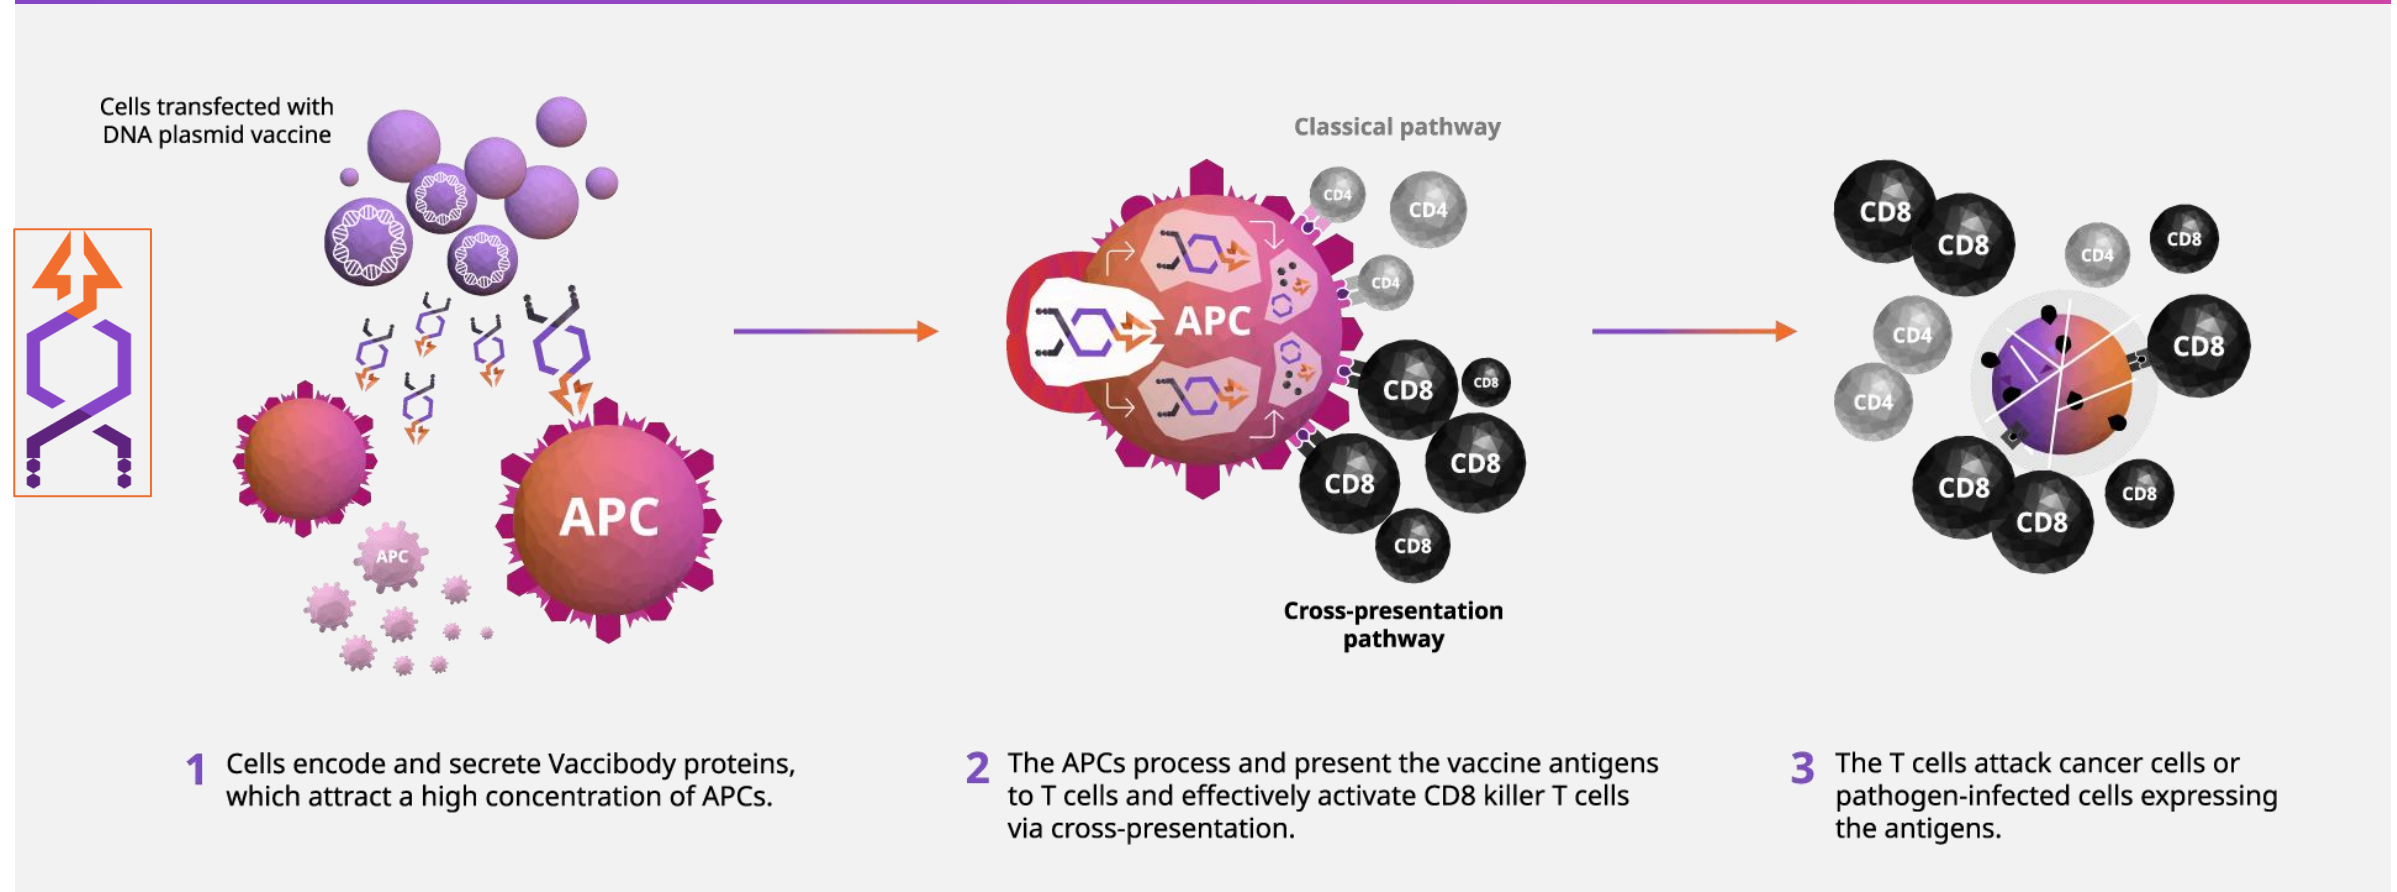 Cells transfected with
DNA plasmid vaccine
APC
APC
1 Cells encode and secrete Vaccibody proteins,
which attract a high concentration of APCs.
Classical pathway
CD4
CD4
CD4
APC
CD8
CD8
CD8
CD8
CD8
Cross-presentation
pathway
2 The APCs process and present the vaccine antigens
to T cells and effectively activate CD8 killer T cells
via cross-presentation.
CD8
CD8
CD8
CD4
CD4
CD8
CD4
CD8
CD8
CD8
3 The T cells attack cancer cells or
pathogen-infected cells expressing
the antigens.